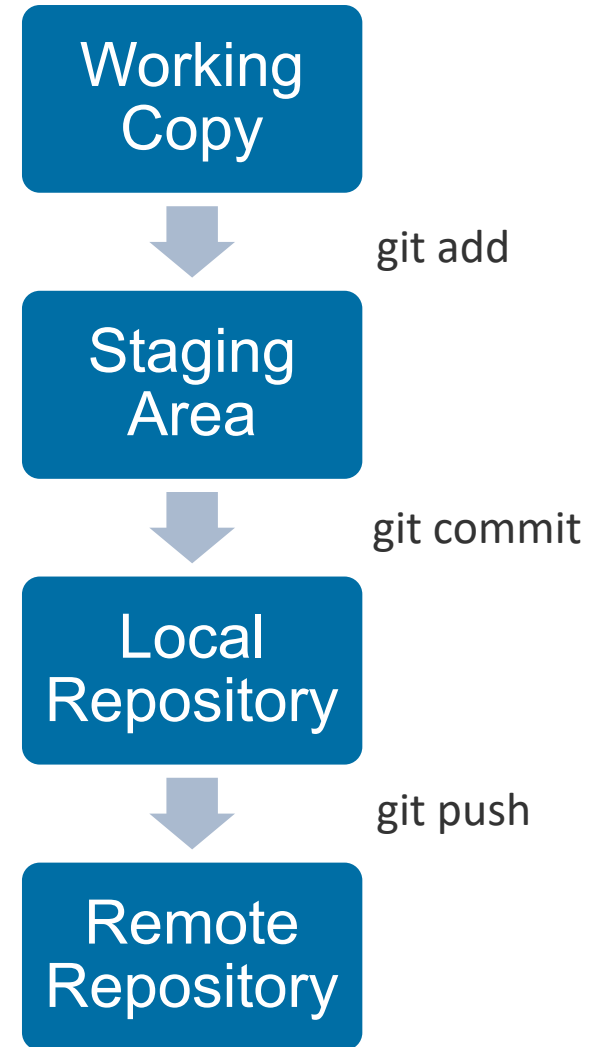 Working
Copy
git add
Staging
Area
git commit
Local
Repository
git push
Remote
Repository